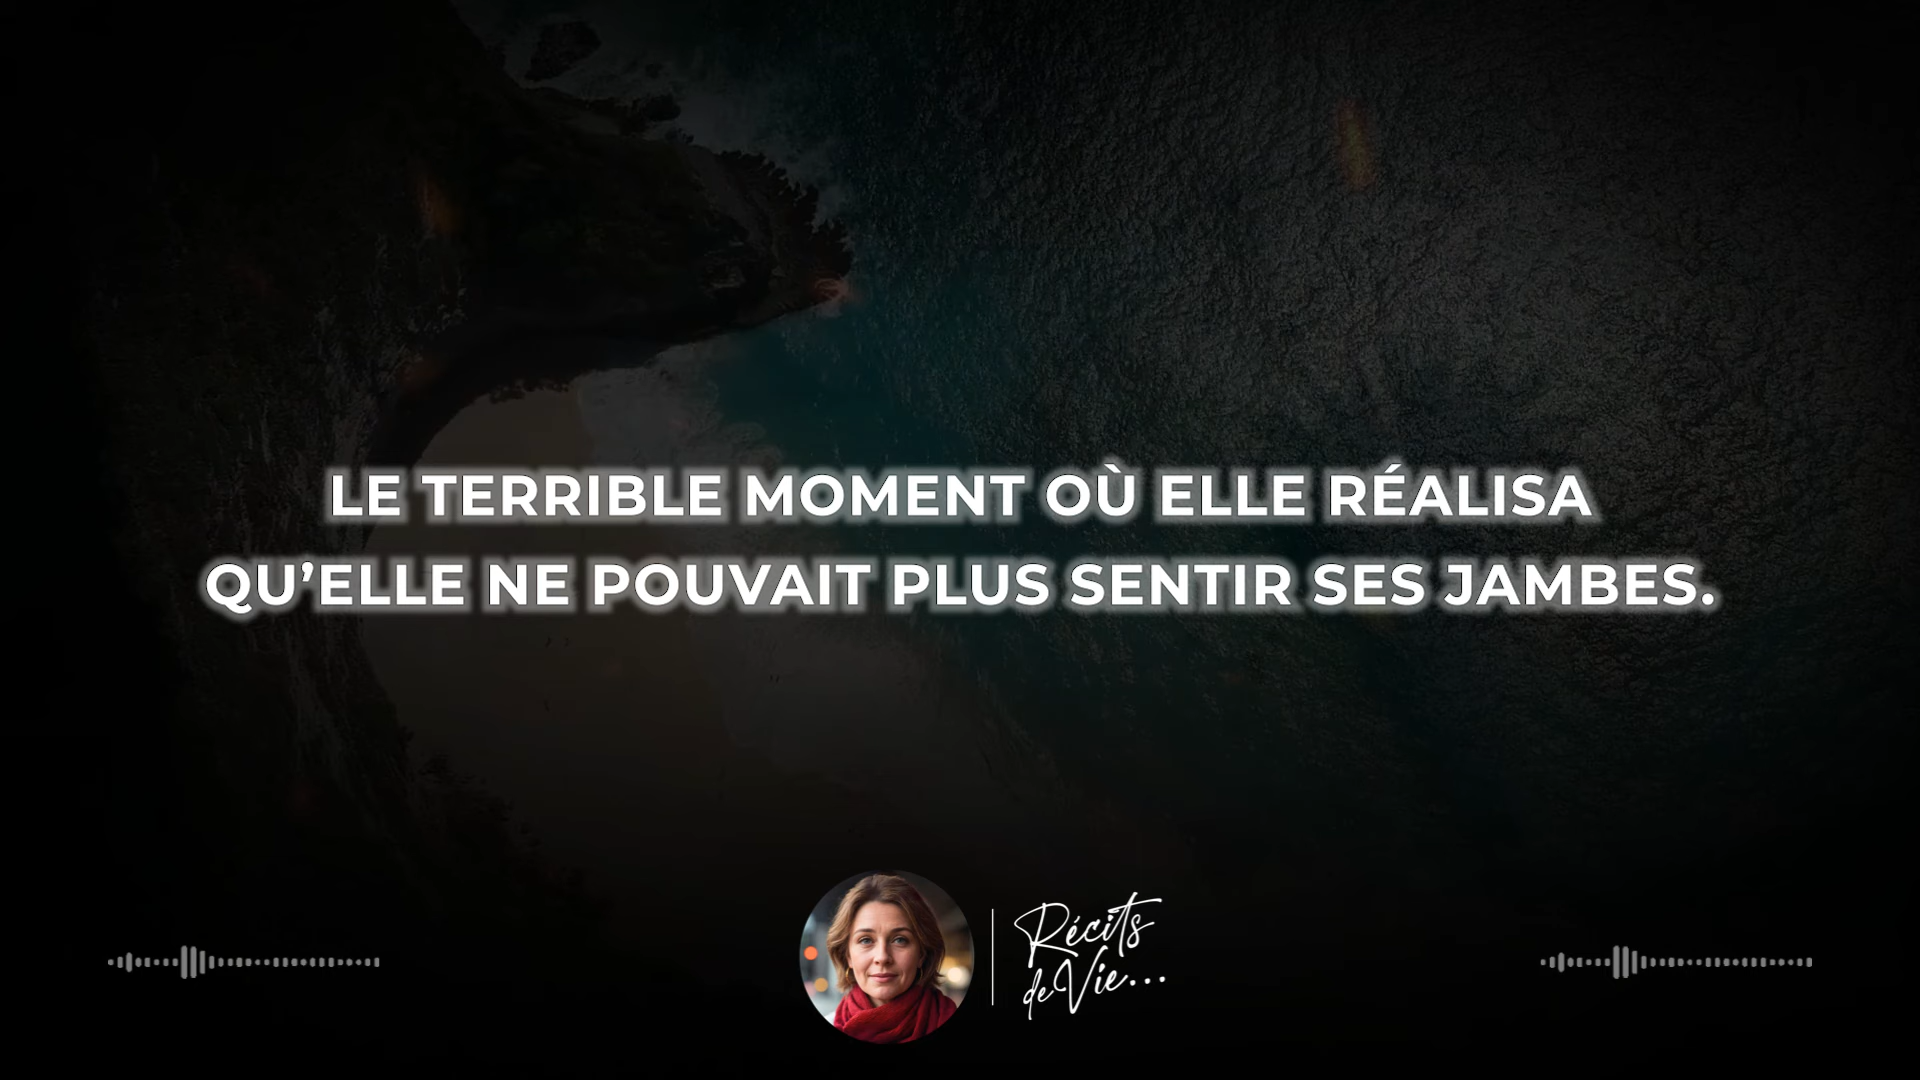 LE TERRIBLE MOMENT OÙ ELLE RÉALISA
QU’ELLE NE POUVAIT PLUS SENTIR SES JAMBES.
Récits
de Vie...